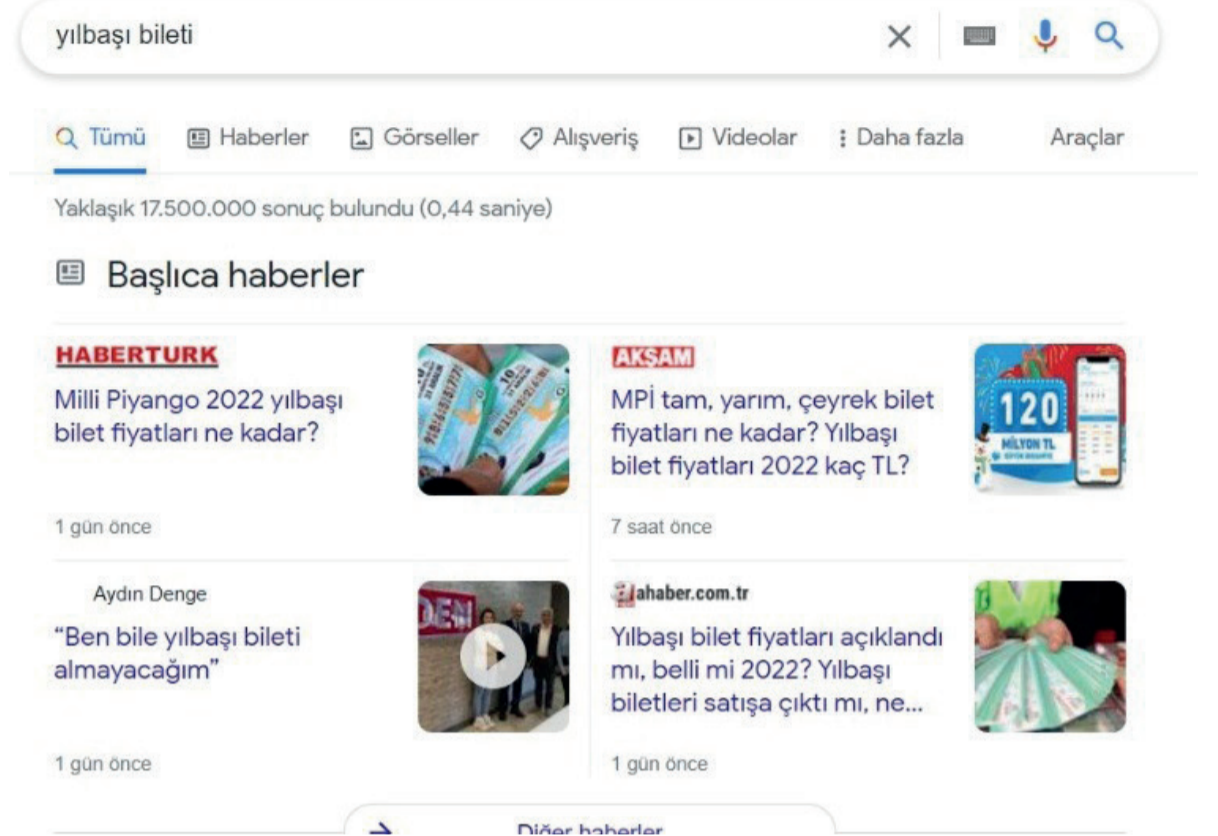 yılbaşı bileti
Tümü Haberler Görseller Alışveriş Videolar Daha fazla Araçlar
Yaklaşık 17.500.000 sonuç bulundu (0,44 saniye)
Başlıca haberler
HABERTURK
Milli Piyango 2022 yılbaşı
bilet fiyatları ne kadar?
1 gün önce
AKŞAM
MPİ tam, yarım, çeyrek bilet
fiyatları ne kadar? Yılbaşı
bilet fiyatları 2022 kaç TL?
120
MİLYON TL
7 saat önce
Aydın Denge
“Ben bile yılbaşı bileti
almayacağım”
DEN
1 gün önce
ahaber.com.tr
Yılbaşı bilet fiyatları açıklandı
mı, belli mi 2022? Yılbaşı
biletleri satışa çıktı mı, ne...
1 gün önce
Diğer haberler